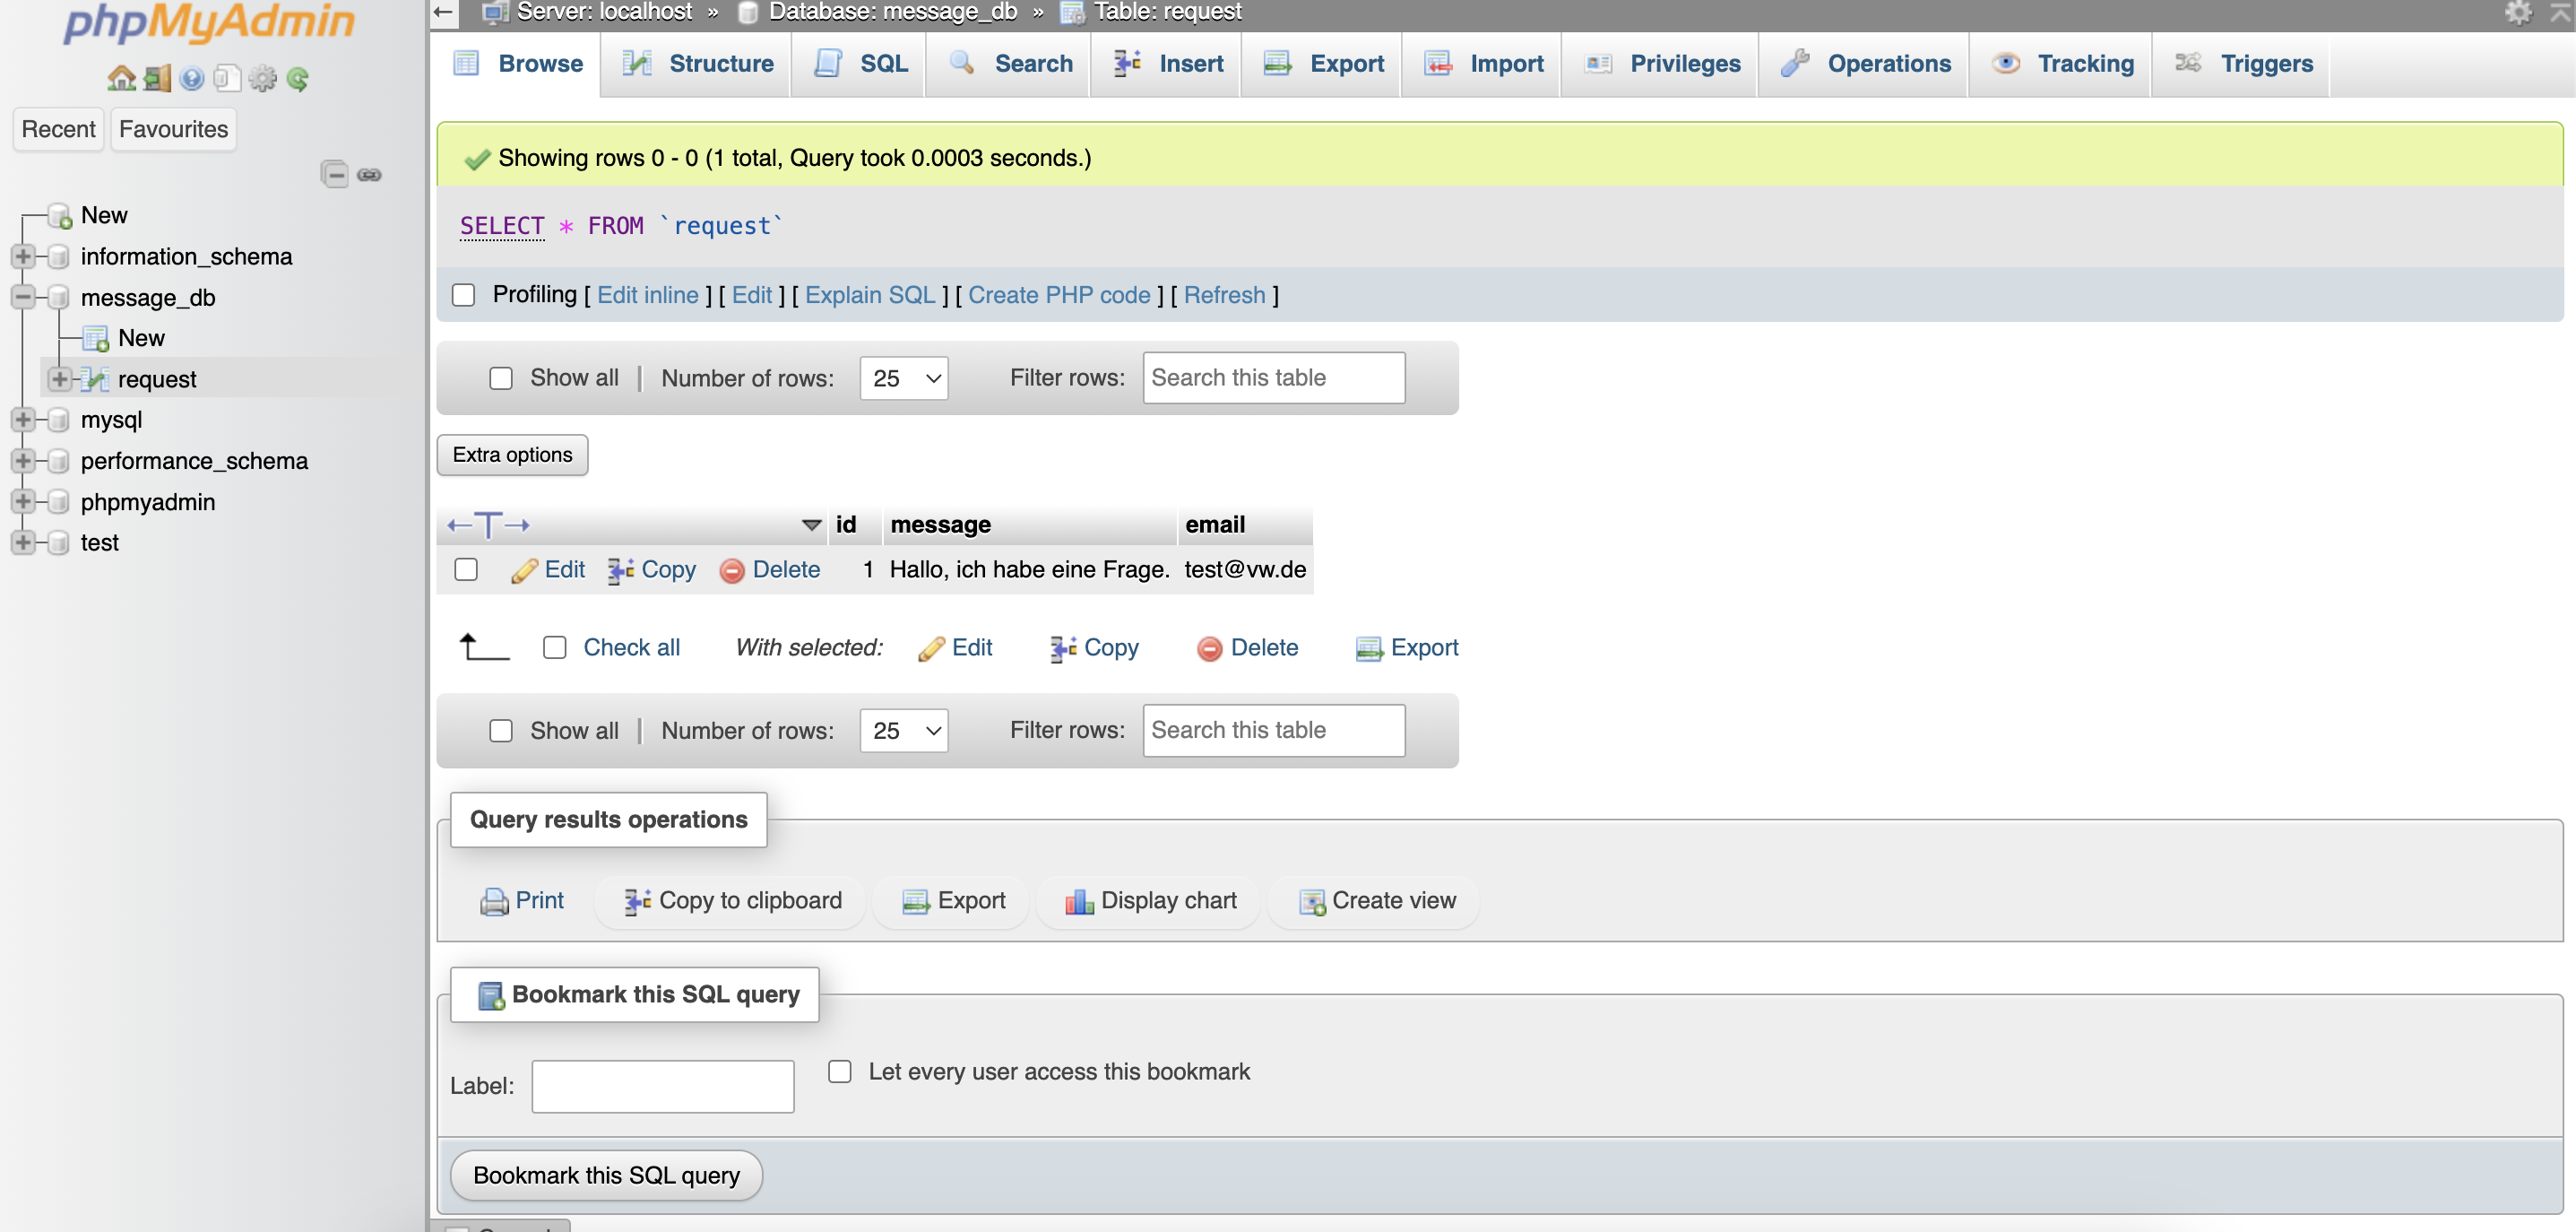 phpMyAdmin
Recent Favourites
New
information_schema
message_db
New
request
mysql
performance_schema
phpmyadmin
test
Server: localhost » Database: message_db » Table: request
Browse Structure SQL Search Insert Export Import Privileges Operations Tracking Triggers
Showing rows 0 - 0 (1 total, Query took 0.0003 seconds.)
SELECT * FROM `request`
Profiling [ Edit inline ] [ Edit ] [ Explain SQL ] [ Create PHP code ] [ Refresh ]
Show all | Number of rows: 25 Filter rows: Search this table
Extra options
id message email
Edit Copy Delete 1 Hallo, ich habe eine Frage. test@vw.de
Check all With selected: Edit Copy Delete Export
Show all | Number of rows: 25 Filter rows: Search this table
Query results operations
Print Copy to clipboard Export Display chart Create view
Bookmark this SQL query
Label: Let every user access this bookmark
Bookmark this SQL query